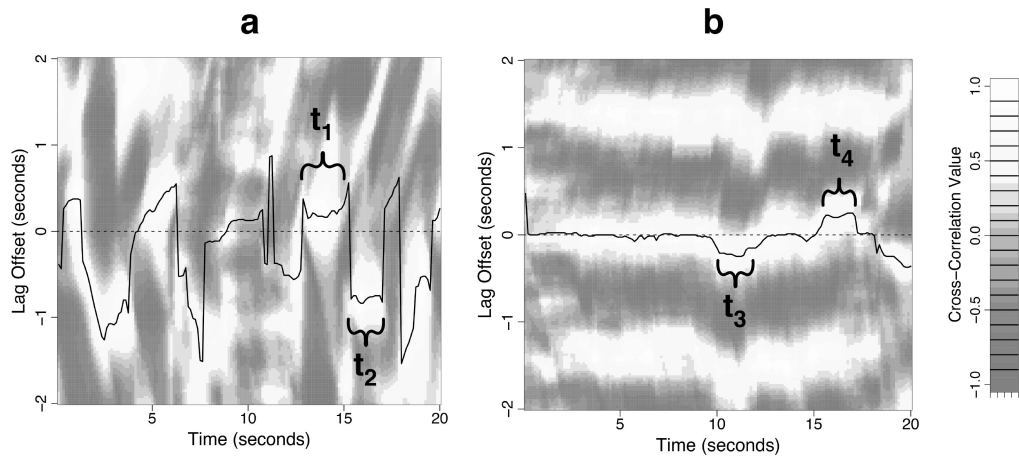 a
b
2
1
0
−1
−2
Lag Offset (seconds)
5
10
15
20
Time (seconds)
t1
t2
2
1
0
−1
−2
Lag Offset (seconds)
5
10
15
20
Time (seconds)
t3
t4
1.0
0.5
0.0
−0.5
−1.0
Cross−Correlation Value